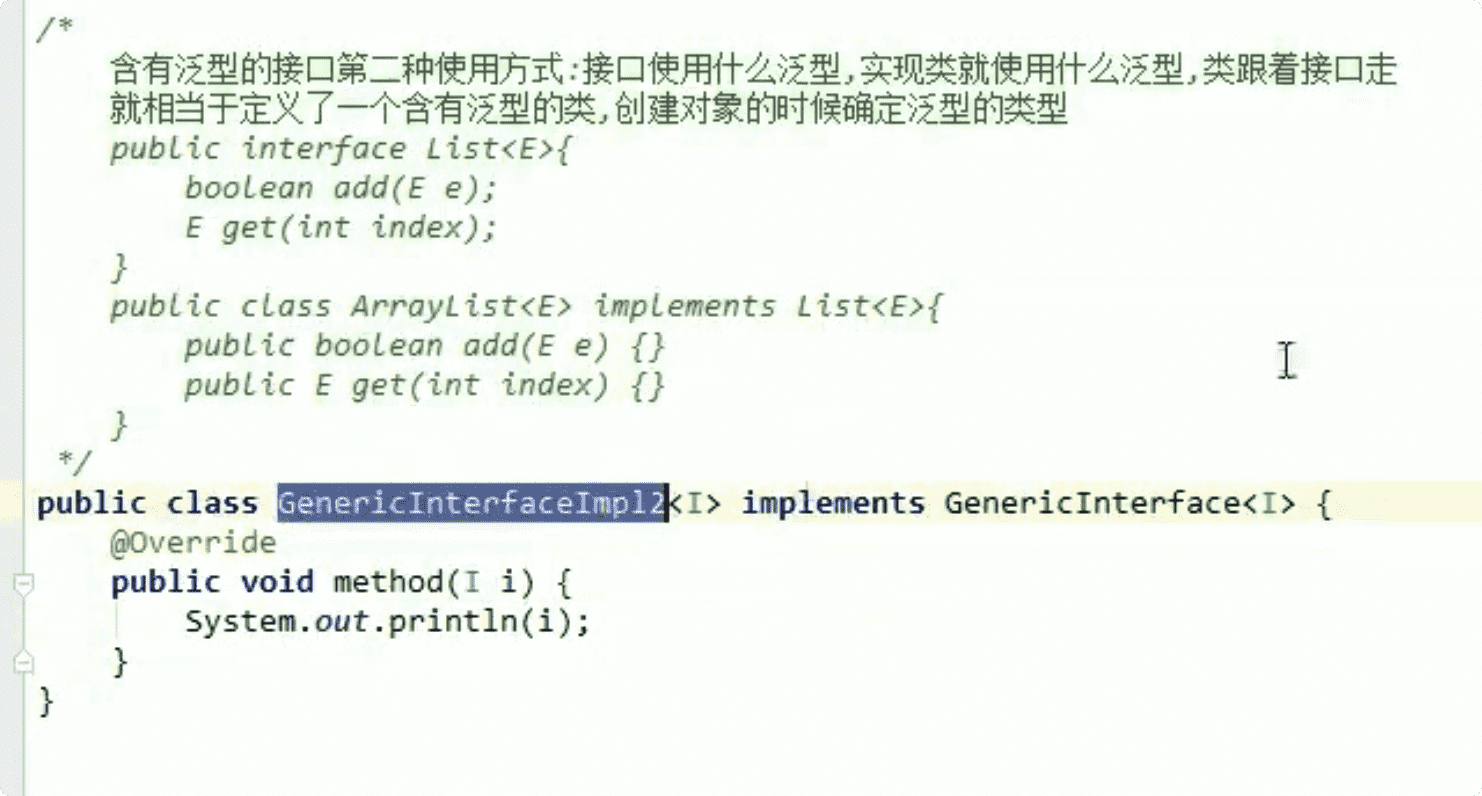 /*
含有泛型的接口第二种使用方式:接口使用什么泛型,实现类就使用什么泛型,类跟着接口走
就相当于定义了一个含有泛型的类,创建对象的时候确定泛型的类型
public interface List<E>{
boolean add(E e);
E get(int index);
}
public class ArrayList<E> implements List<E>{
public boolean add(E e) {}
public E get(int index) {}
}
*/
public class GenericInterfaceImpl2<I> implements GenericInterface<I> {
@Override
public void method(I i) {
System.out.println(i);
}
}